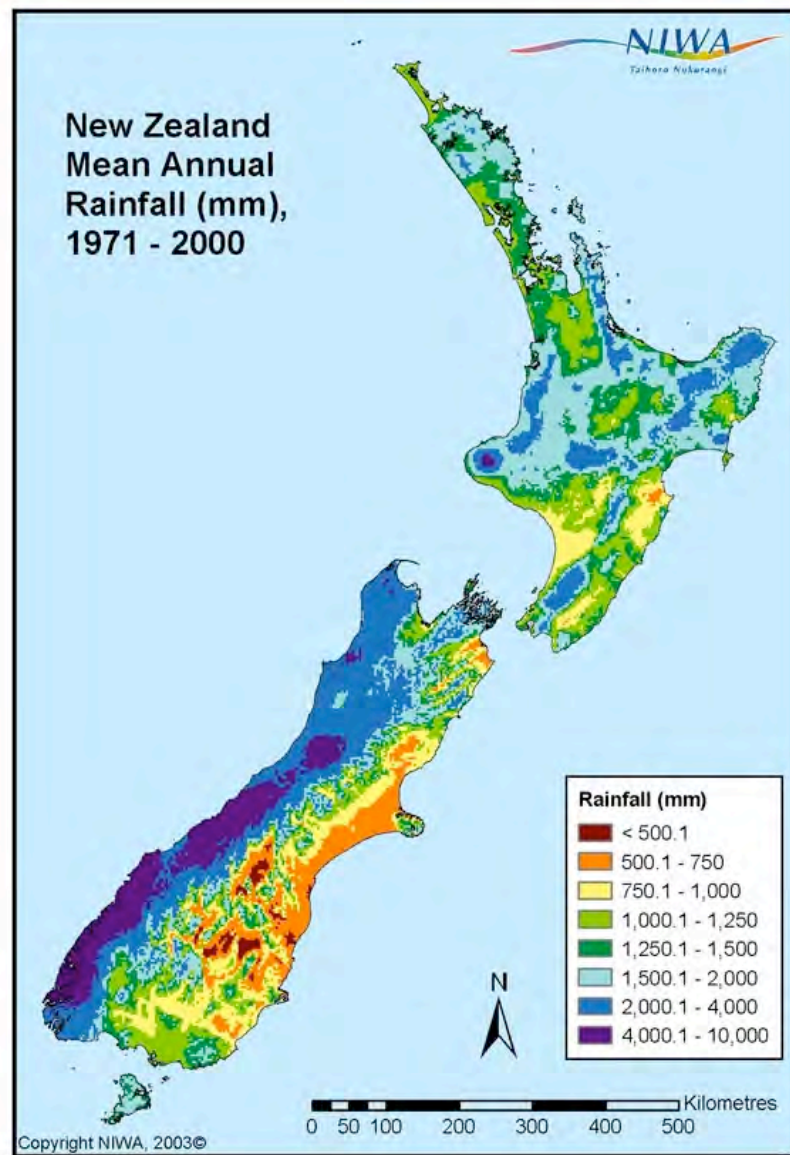 NIWA
Taihoro Nukurangi
New Zealand
Mean Annual
Rainfall (mm),
1971 - 2000
Rainfall (mm)
< 500.1
500.1 - 750
750.1 - 1,000
1,000.1 - 1,250
1,250.1 - 1,500
1,500.1 - 2,000
2,000.1 - 4,000
4,000.1 - 10,000
N
Kilometres
0 50 100 200 300 400 500
Copyright NIWA, 2003©